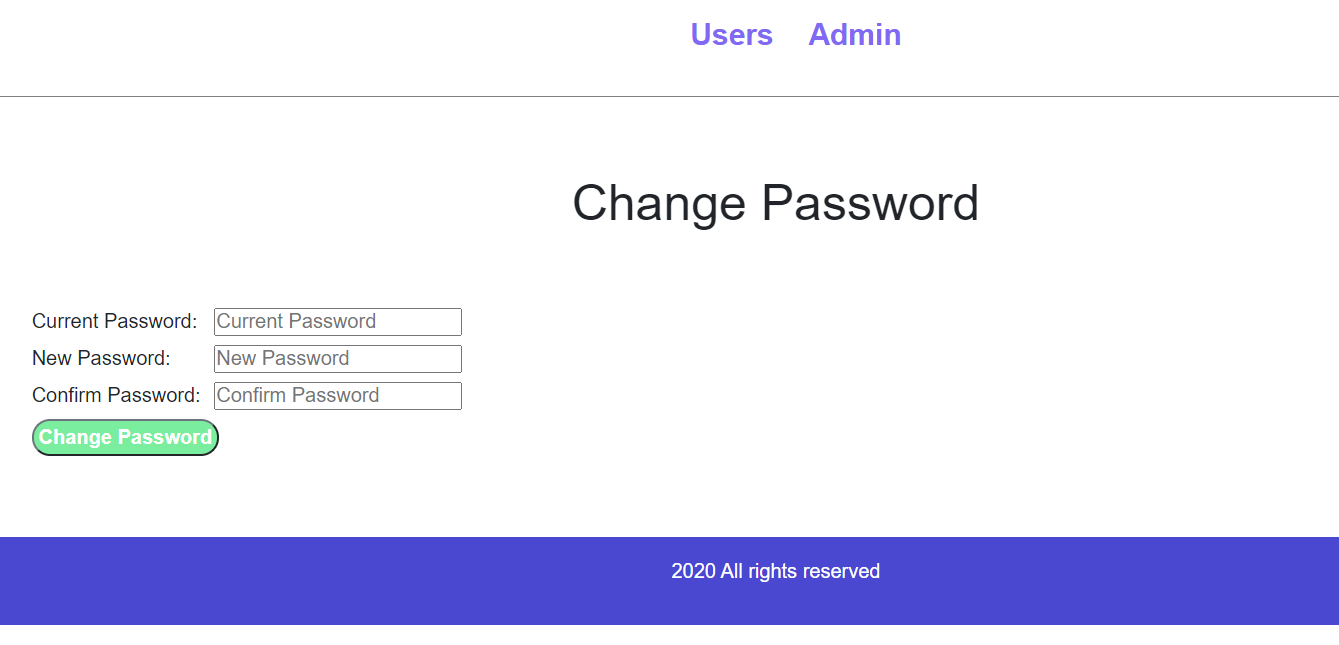 Users Admin
Change Password
Current Password: Current Password
New Password: New Password
Confirm Password: Confirm Password
Change Password
2020 All rights reserved